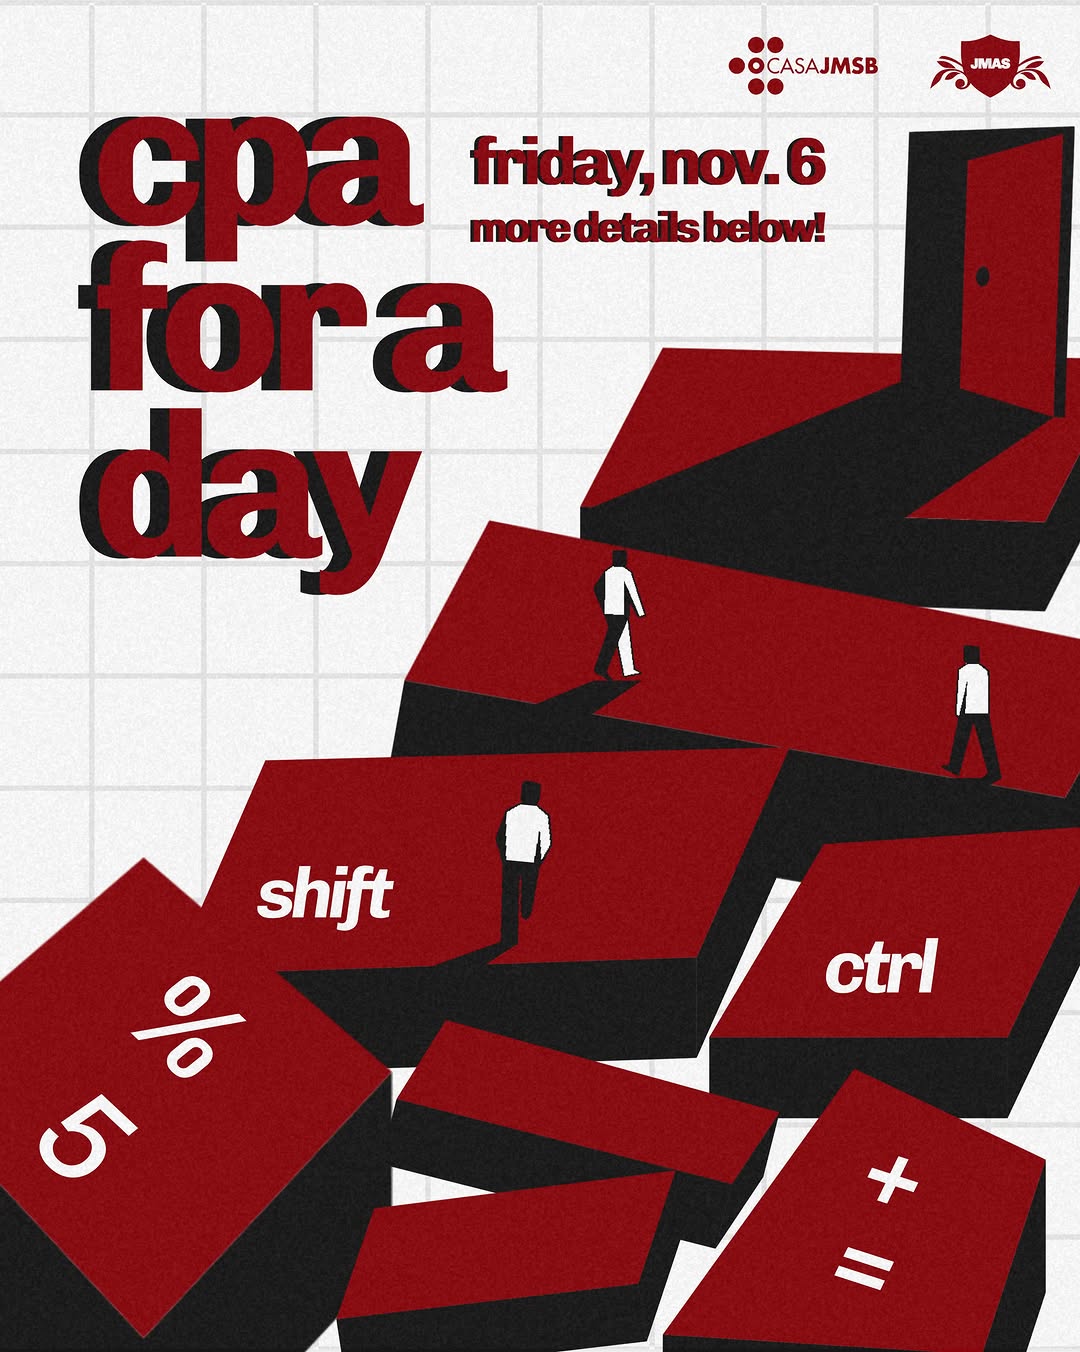 CASAJMSB
JMAS
cpa
for a
day
friday, nov. 6
more details below!
shift
ctrl
%
5
+
=